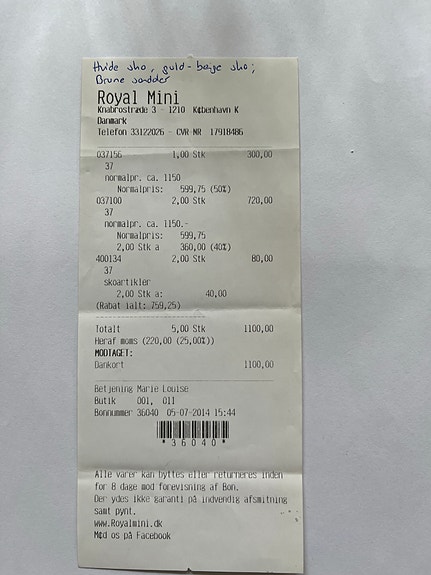 Hvide sko, guld-beige sko;
Brune sandder
Royal Mini
Knabrostræde 3 - 1210 København K
Danmark
Telefon 33122026 - CVR-NR 17918486
037156 1,00 Stk 300,00
37
normalpr. ca. 1150
Normalpris: 599,75 (50%)
037100 2,00 Stk 720,00
37
normalpr. ca. 1150.-
Normalpris: 599,75
2,00 Stk a 360,00 (40%)
400134 2,00 Stk 80,00
37
skoartikler
2,00 Stk a: 40,00
(Rabat ialt: 759,25)
Totalt 5,00 Stk 1100,00
Heraf moms (220,00 (25,00%))
MODTAGET:
Dankort 1100,00
Betjening Marie Louise
Butik 001, 011
Bonnummer 36040 05-07-2014 15:44
*36040*
Alle varer kan byttes eller returneres inden
for 8 dage mod forevisning af Bon.
Der ydes ikke garanti på indvendig afsmitning
samt pynt.
www.Royalmini.dk
Mød os på Facebook